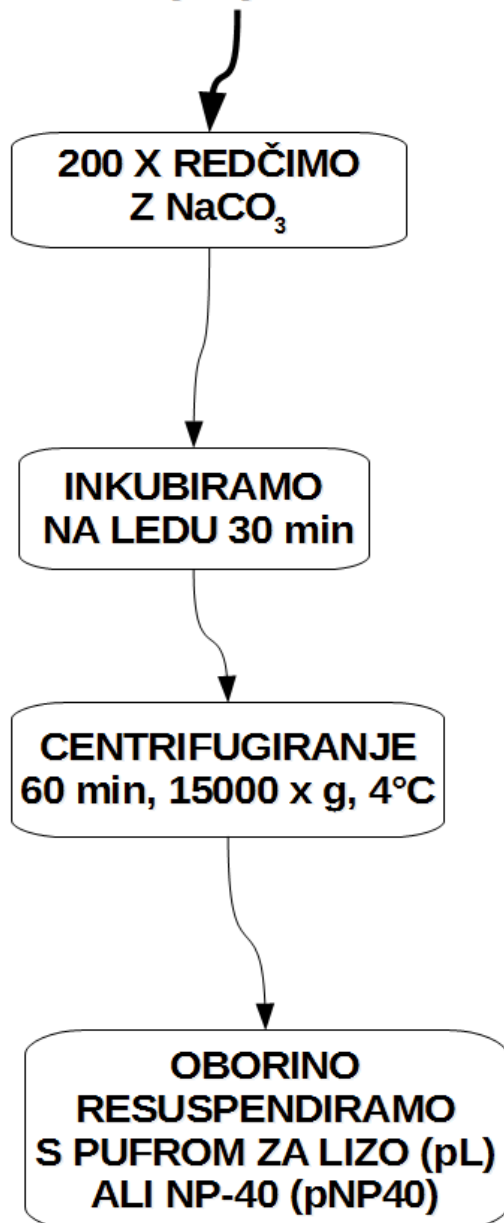 200 X REDČIMO
Z NaCO₃
INKUBIRAMO
NA LEDU 30 min
CENTRIFUGIRANJE
60 min, 15000 x g, 4°C
OBORINO
RESUSPENDIRAMO
S PUFROM ZA LIZO (pL)
ALI NP-40 (pNP40)